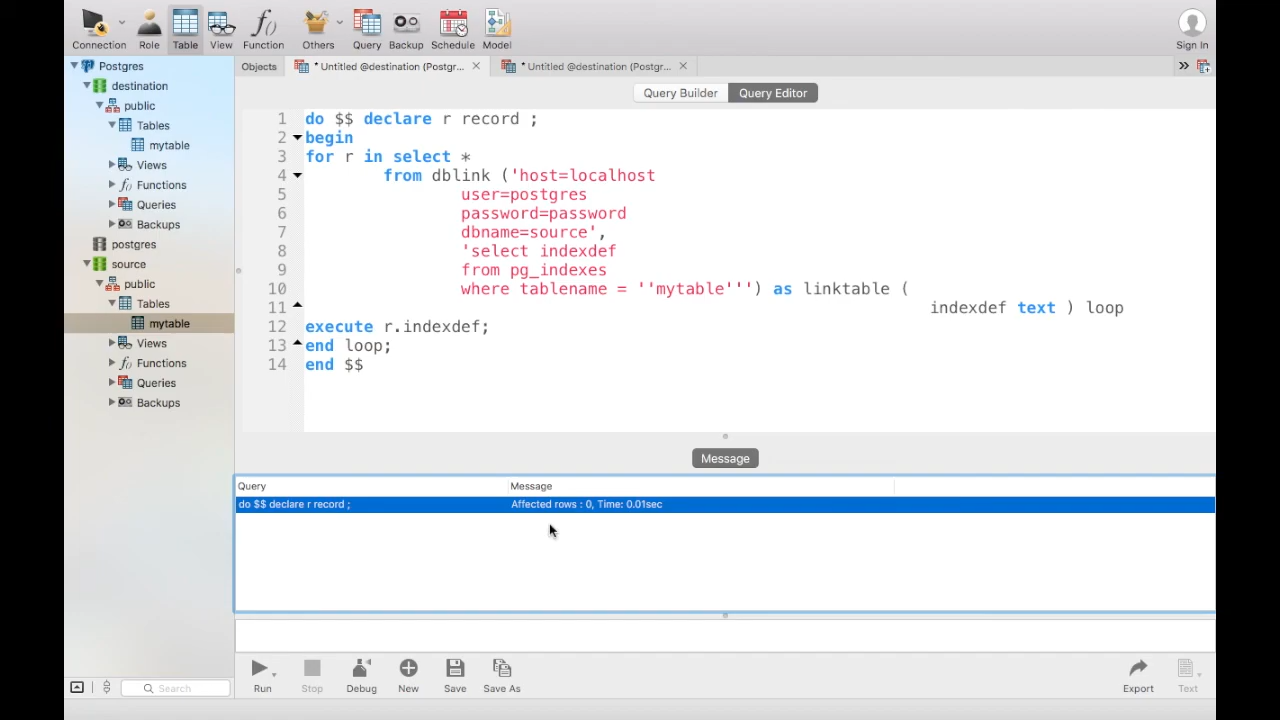 Connection
Role
Table
View
Function
Others
Query
Backup
Schedule
Model
Sign In
Postgres
destination
public
Tables
mytable
Views
Functions
Queries
Backups
postgres
source
public
Tables
mytable
Views
Functions
Queries
Backups
Search
Objects
* Untitled @destination (Postgr...
* Untitled @destination (Postgr...
Query Builder
Query Editor
1 do $$ declare r record ;
2 begin
3 for r in select *
4 from dblink ('host=localhost
5 user=postgres
6 password=password
7 dbname=source',
8 'select indexdef
9 from pg_indexes
10 where tablename = ''mytable''') as linktable (
11 indexdef text ) loop
12 execute r.indexdef;
13 end loop;
14 end $$
Message
Query Message
do $$ declare r record ; Affected rows : 0, Time: 0.01sec
Run
Stop
Debug
New
Save
Save As
Export
Text